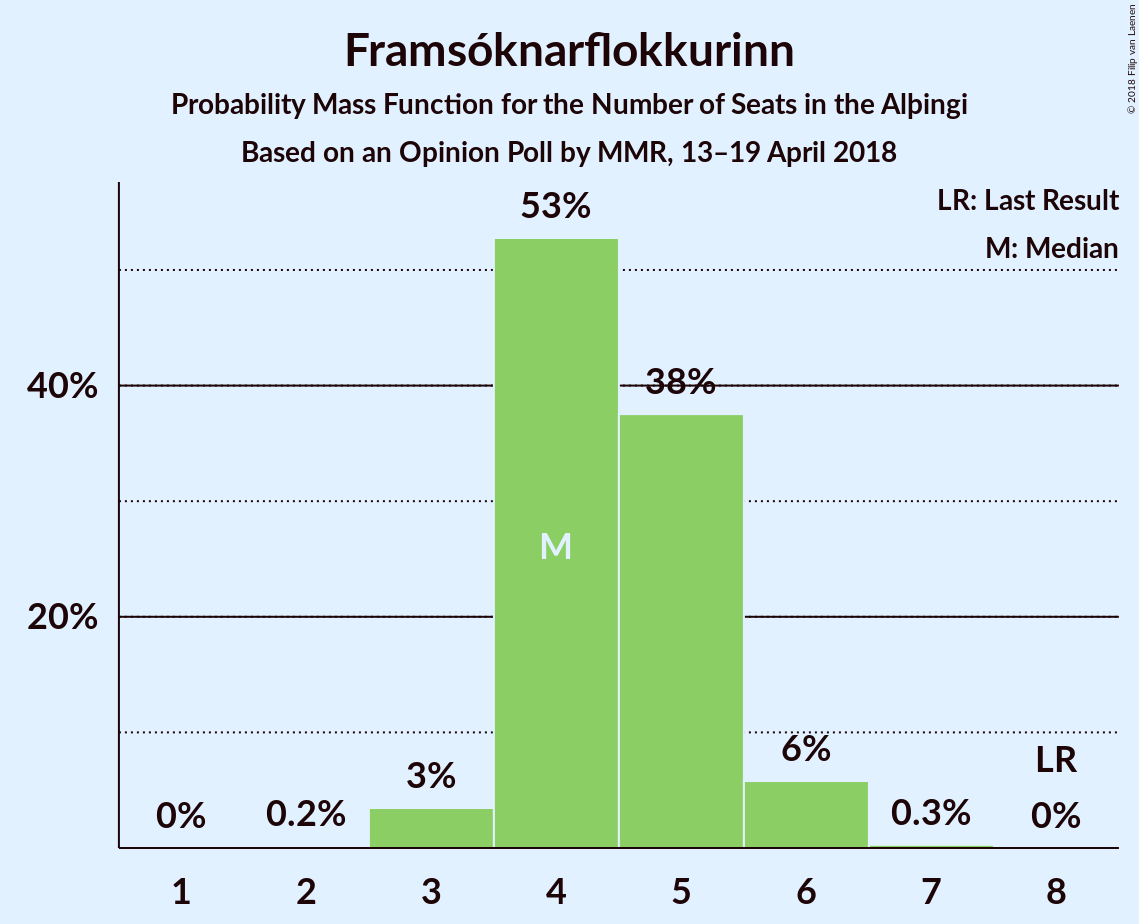 Framsóknarflokkurinn
Probability Mass Function for the Number of Seats in the Alþingi
Based on an Opinion Poll by MMR, 13–19 April 2018
© 2018 Filip van Laenen
LR: Last Result
M: Median
53%
40%
38%
M
20%
6%
3%
LR
0%
0.2%
0.3%
0%
1 2 3 4 5 6 7 8